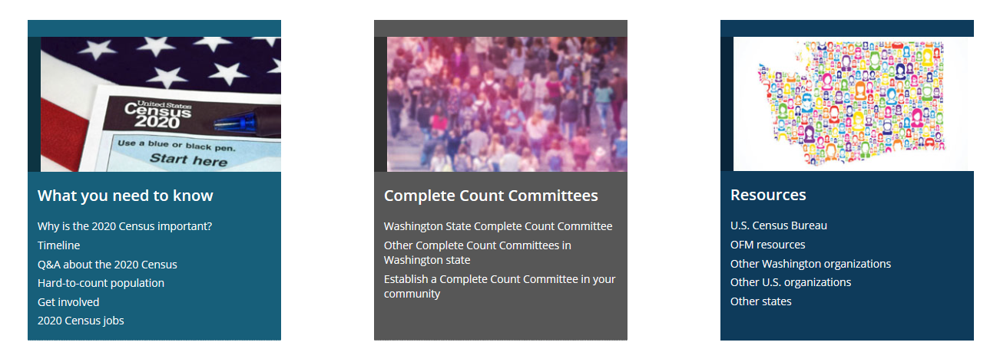 United States
Census
2020
Use a blue or black pen.
Start here
What you need to know
Why is the 2020 Census important?
Timeline
Q&A about the 2020 Census
Hard-to-count population
Get involved
2020 Census jobs
Complete Count Committees
Washington State Complete Count Committee
Other Complete Count Committees in
Washington state
Establish a Complete Count Committee in your
community
Resources
U.S. Census Bureau
OFM resources
Other Washington organizations
Other U.S. organizations
Other states